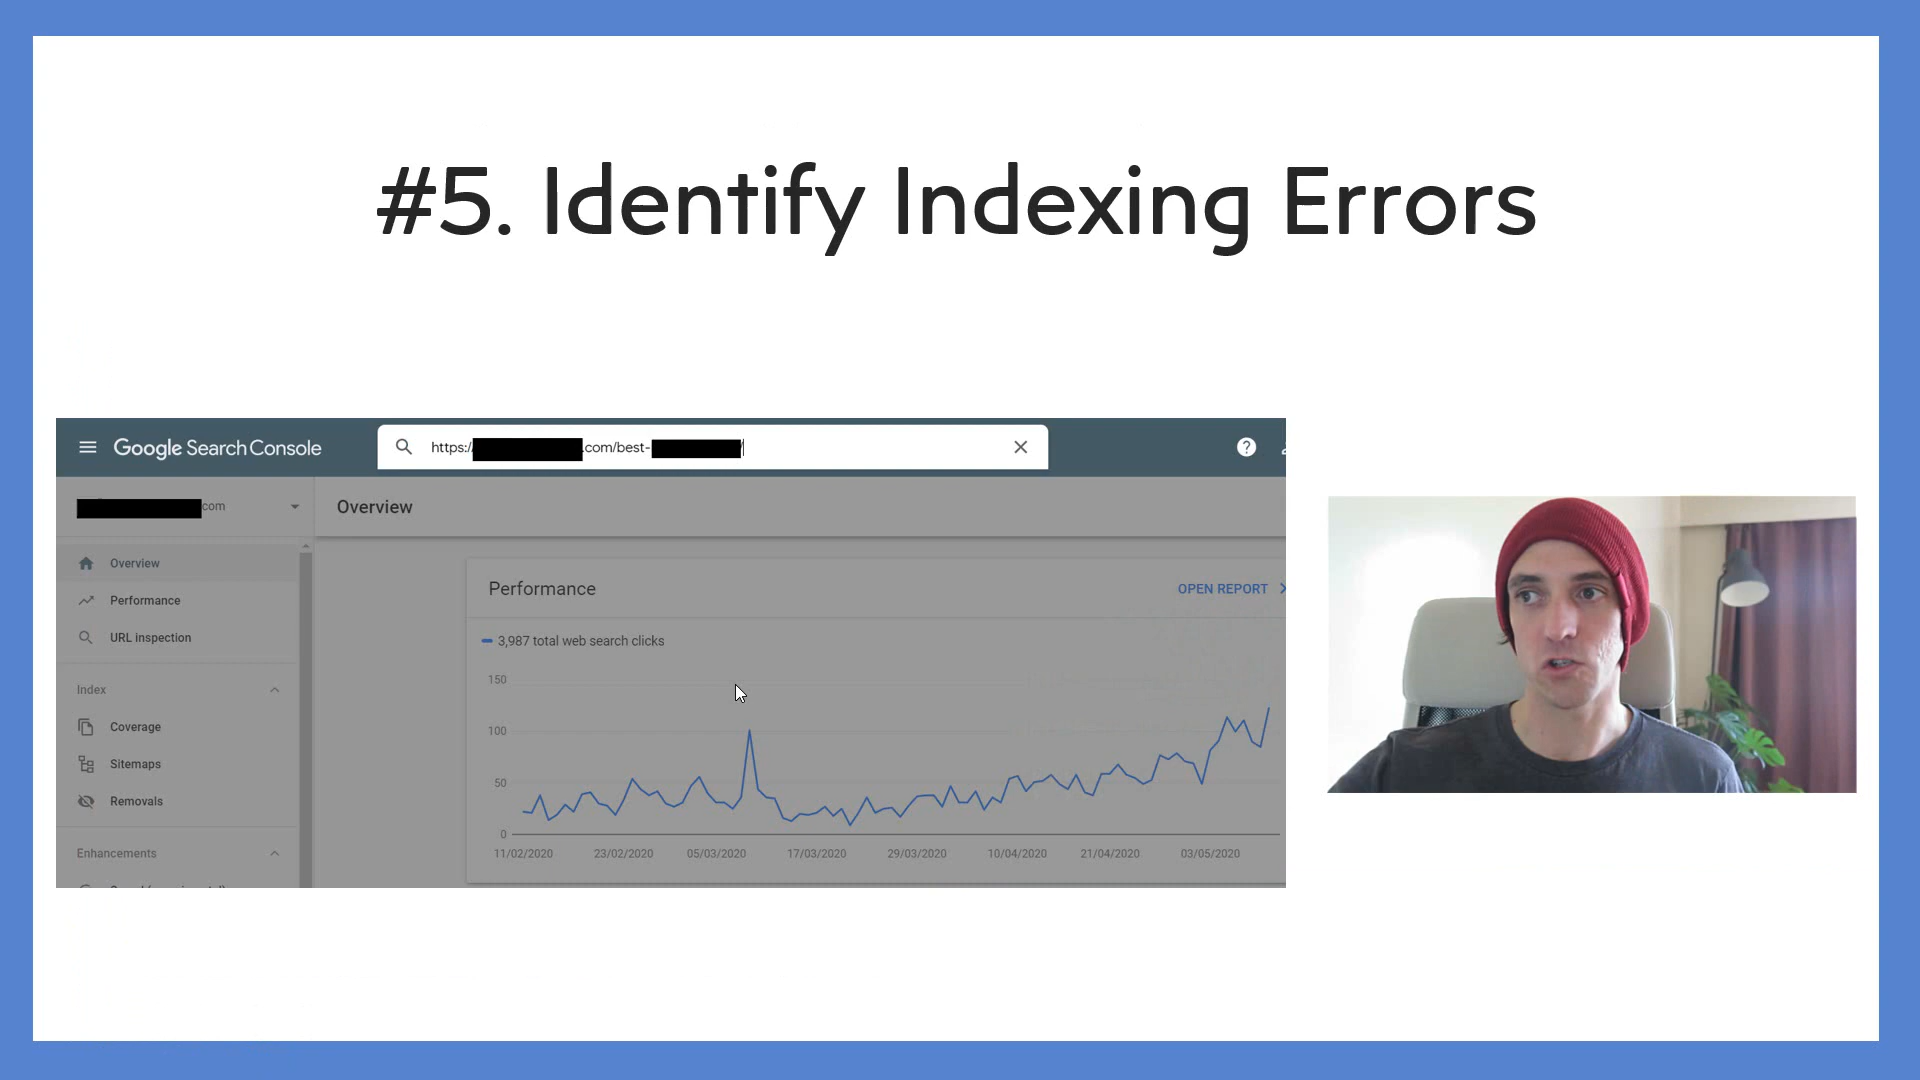 #5. Identify Indexing Errors
Google Search Console
https:/
.com/best-
com
Overview
Overview
Performance
URL inspection
Index
Coverage
Sitemaps
Removals
Enhancements
Performance
OPEN REPORT
3,987 total web search clicks
150
100
50
0
11/02/2020 23/02/2020 05/03/2020 17/03/2020 29/03/2020 10/04/2020 21/04/2020 03/05/2020